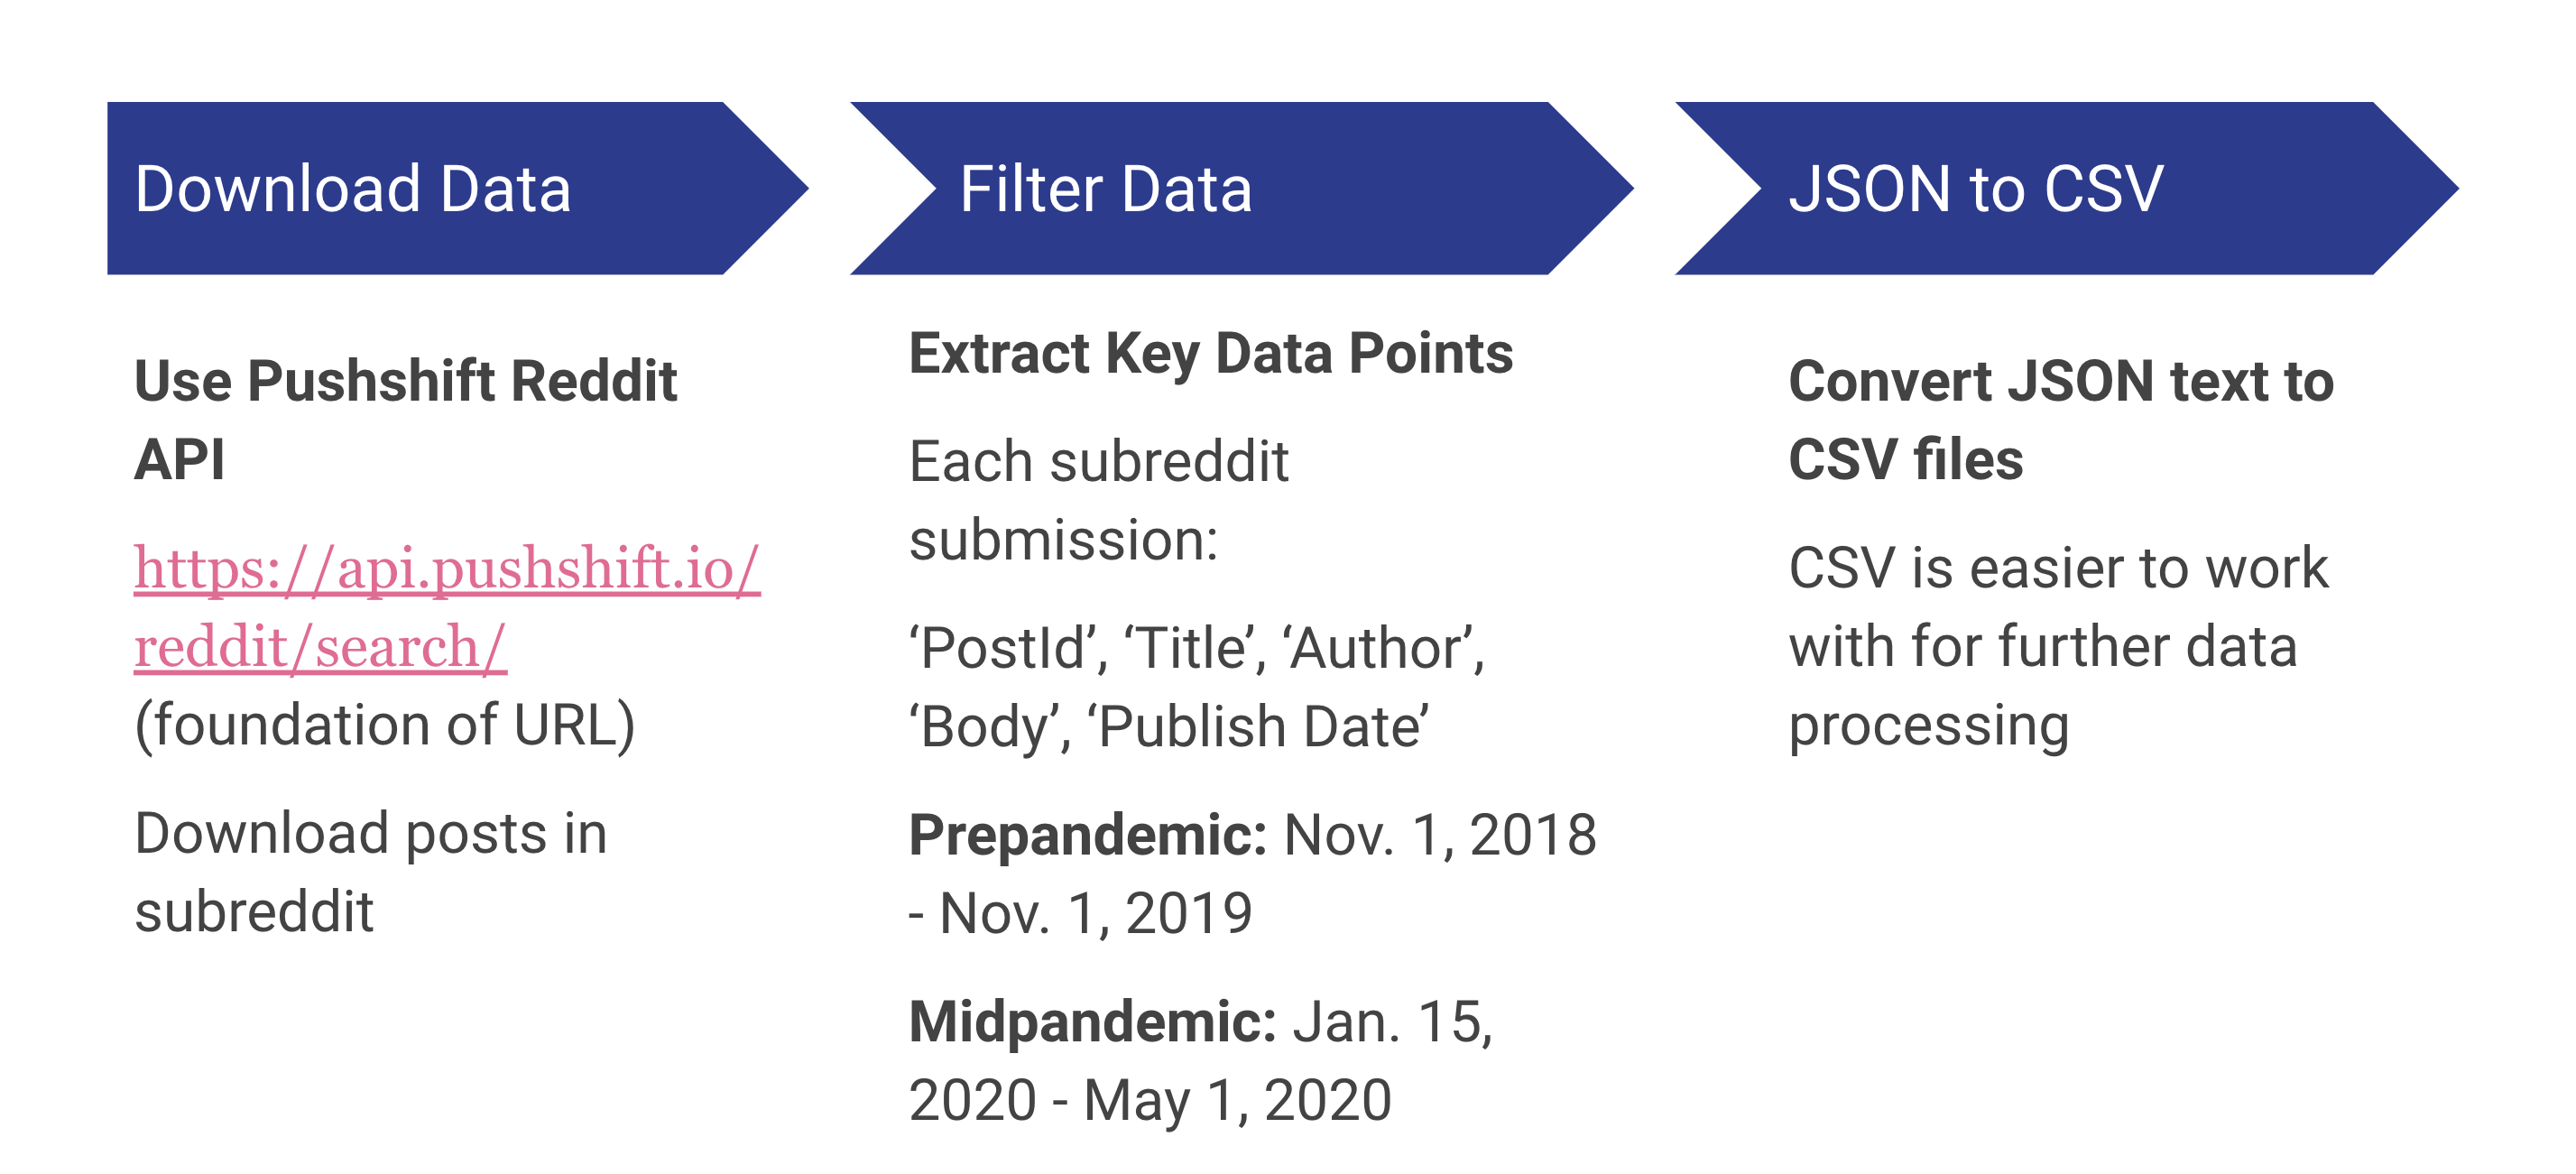 Download Data
Use Pushshift Reddit
API
https://api.pushshift.io/
reddit/search/
(foundation of URL)
Download posts in
subreddit
Filter Data
Extract Key Data Points
Each subreddit
submission:
‘PostId’, ‘Title’, ‘Author’,
‘Body’, ‘Publish Date’
Prepandemic: Nov. 1, 2018
- Nov. 1, 2019
Midpandemic: Jan. 15,
2020 - May 1, 2020
JSON to CSV
Convert JSON text to
CSV files
CSV is easier to work
with for further data
processing